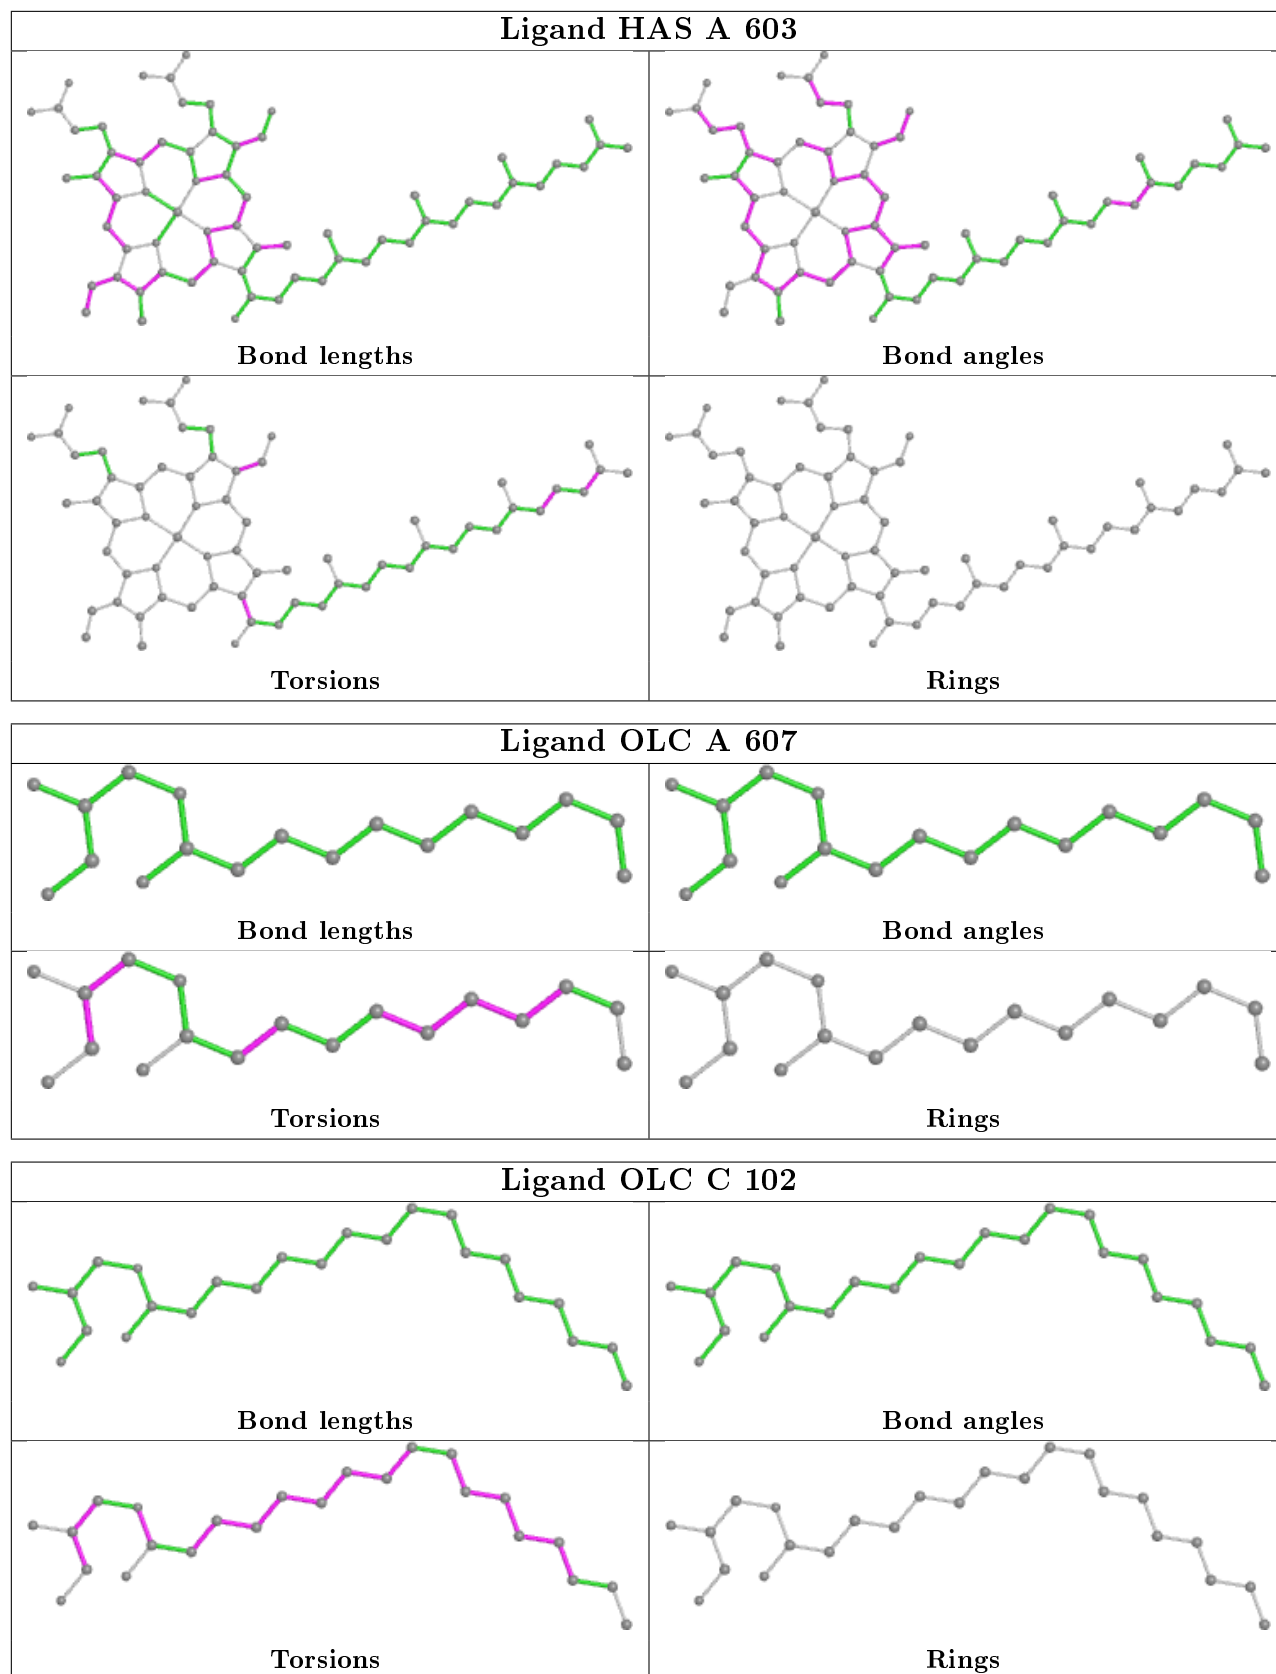 Ligand HAS A 603
Bond lengths
Bond angles
Torsions
Rings
Ligand OLC A 607
Bond lengths
Bond angles
Torsions
Rings
Ligand OLC C 102
Bond lengths
Bond angles
Torsions
Rings